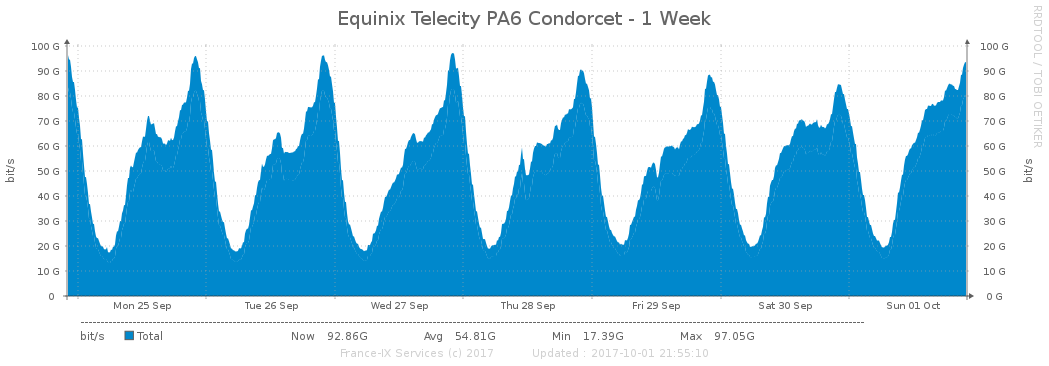 Equinix Telecity PA6 Condorcet - 1 Week
RRDTOOL / TOBI OETIKER
100 G 100 G
90 G 90 G
80 G 80 G
70 G 70 G
60 G 60 G
50 G 50 G
40 G 40 G
30 G 30 G
20 G 20 G
10 G 10 G
0 0 G
bit/s bit/s
Mon 25 Sep Tue 26 Sep Wed 27 Sep Thu 28 Sep Fri 29 Sep Sat 30 Sep Sun 01 Oct
bit/s Total Now 92.86G Avg 54.81G Min 17.39G Max 97.05G
France-IX Services (c) 2017 Updated : 2017-10-01 21:55:10